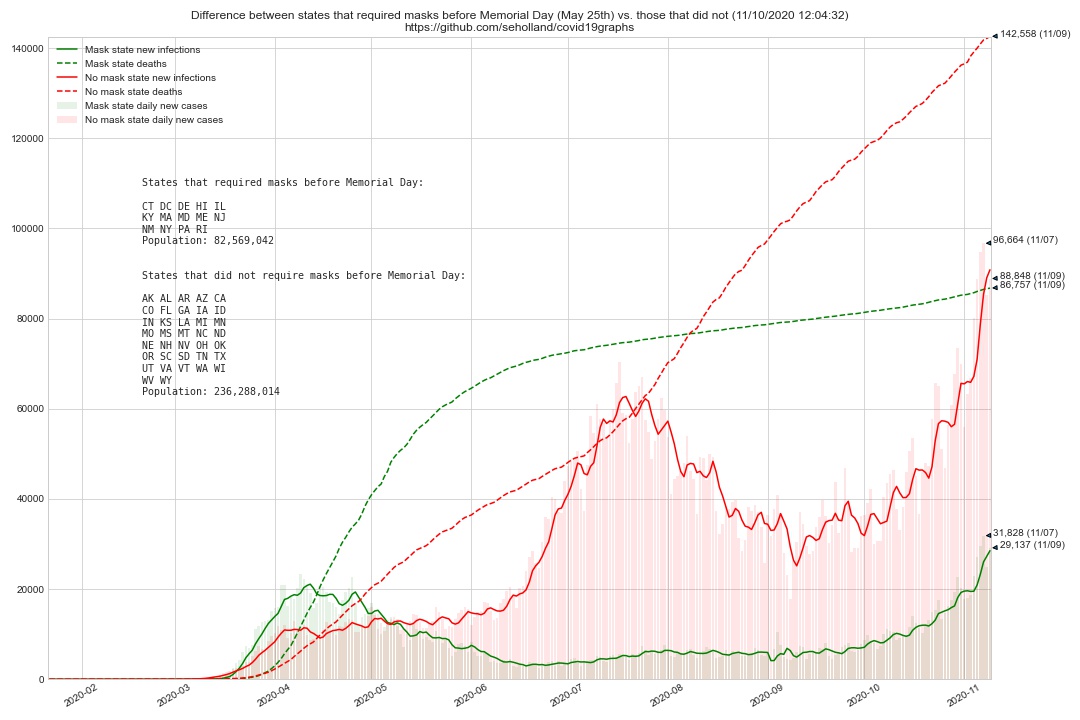 Difference between states that required masks before Memorial Day (May 25th) vs. those that did not (11/10/2020 12:04:32)
https://github.com/seholland/covid19graphs
Mask state new infections
Mask state deaths
No mask state new infections
No mask state deaths
Mask state daily new cases
No mask state daily new cases
140000
120000
100000
80000
60000
40000
20000
0
States that required masks before Memorial Day:
CT DC DE HI IL
KY MA MD ME NJ
NM NY PA RI
Population: 82,569,042
States that did not require masks before Memorial Day:
AK AL AR AZ CA
CO FL GA IA ID
IN KS LA MI MN
MO MS MT NC ND
NE NH NV OH OK
OR SC SD TN TX
UT VA VT WA WI
WV WY
Population: 236,288,014
142,558 (11/09)
96,664 (11/07)
88,848 (11/09)
86,757 (11/09)
31,828 (11/07)
29,137 (11/09)
2020-02
2020-03
2020-04
2020-05
2020-06
2020-07
2020-08
2020-09
2020-10
2020-11